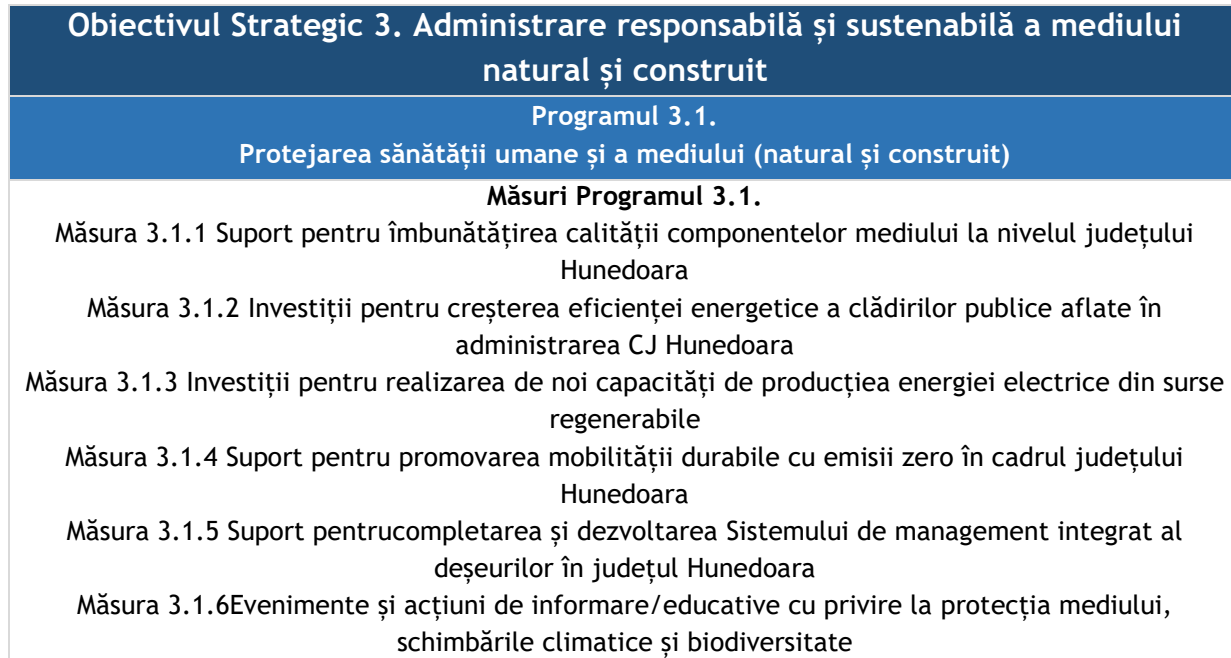 Obiectivul Strategic 3. Administrare responsabilă și sustenabilă a mediului
natural și construit
Programul 3.1.
Protejarea sănătății umane și a mediului (natural și construit)
Măsuri Programul 3.1.
Măsura 3.1.1 Suport pentru îmbunătățirea calității componentelor mediului la nivelul județului
Hunedoara
Măsura 3.1.2 Investiții pentru creșterea eficienței energetice a clădirilor publice aflate în
administrarea CJ Hunedoara
Măsura 3.1.3 Investiții pentru realizarea de noi capacități de producțiea energiei electrice din surse
regenerabile
Măsura 3.1.4 Suport pentru promovarea mobilității durabile cu emisii zero în cadrul județului
Hunedoara
Măsura 3.1.5 Suport pentrucompletarea și dezvoltarea Sistemului de management integrat al
deșeurilor în județul Hunedoara
Măsura 3.1.6Evenimente și acțiuni de informare/educative cu privire la protecția mediului,
schimbările climatice și biodiversitate